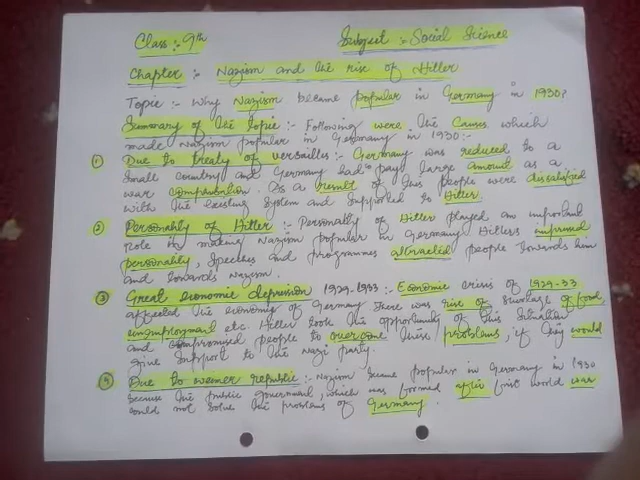 Class :- 9th Subject :- Social Science
Chapter :- Nazism and the rise of Hitler
Topic :- Why Nazism became popular in Germany in 1930?
Summary of the Topic :- Following were the causes which
made Nazism popular in Germany in 1930:-
① Due to treaty of versailles :- Germany was reduced to a
small country and Germany had pay large amount as a
war compensation. As a result of this people were dissatisfied
with the existing system and supported to Hitler.
② Personality of Hitler :- Personality of Hitler played an important
role in making Nazism popular in Germany Hitlers
personality, speeches and programmes attracted people towards him
and towards Nazism.
③ Great economic depression 1929-1933 :- Economic crisis of 1929-33
affected the economy of Germany there was rise of of food,
unemployment etc. Hitler took the opportunity of this situation
and people to overcome these problems, if they would
give support to the nazi party.
④ Due to weimer republic :- Nazism became popular in Germany in 1930
because the public government, which was formed after first world war
could not solve the problems of Germany.